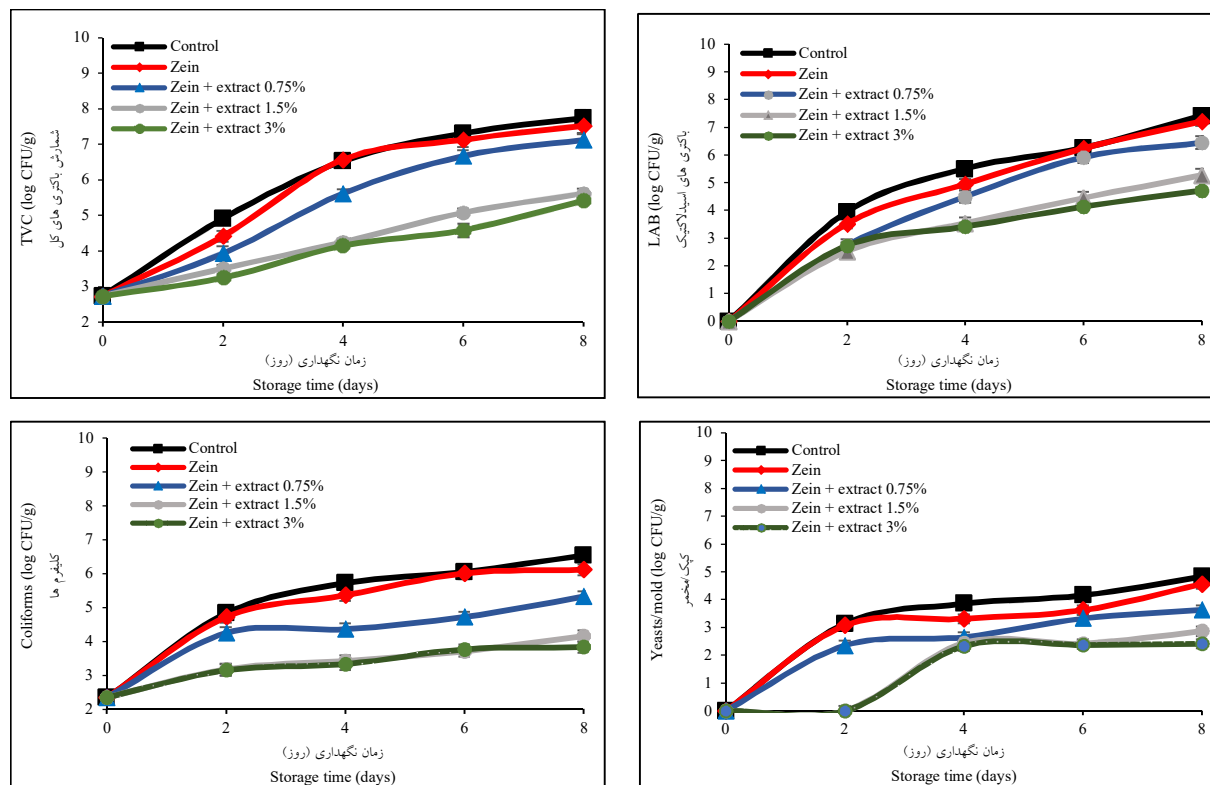 TVC (log CFU/g)
شمارش باکتری های کل
10
9
8
7
6
5
4
3
2
Control
Zein
Zein + extract 0.75%
Zein + extract 1.5%
Zein + extract 3%
0 2 4 6 8
زمان نگهداری (روز)
Storage time (days)
LAB (log CFU/g)
باکتری های اسیدلاکتیک
10
9
8
7
6
5
4
3
2
1
0
Control
Zein
Zein + extract 0.75%
Zein + extract 1.5%
Zein + extract 3%
0 2 4 6 8
زمان نگهداری (روز)
Storage time (days)
Coliforms (log CFU/g)
کلیفرم ها
10
9
8
7
6
5
4
3
2
Control
Zein
Zein + extract 0.75%
Zein + extract 1.5%
Zein + extract 3%
0 2 4 6 8
زمان نگهداری (روز)
Storage time (days)
Yeasts/mold (log CFU/g)
کپک/مخمر
10
9
8
7
6
5
4
3
2
1
0
Control
Zein
Zein + extract 0.75%
Zein + extract 1.5%
Zein + extract 3%
0 2 4 6 8
زمان نگهداری (روز)
Storage time (days)